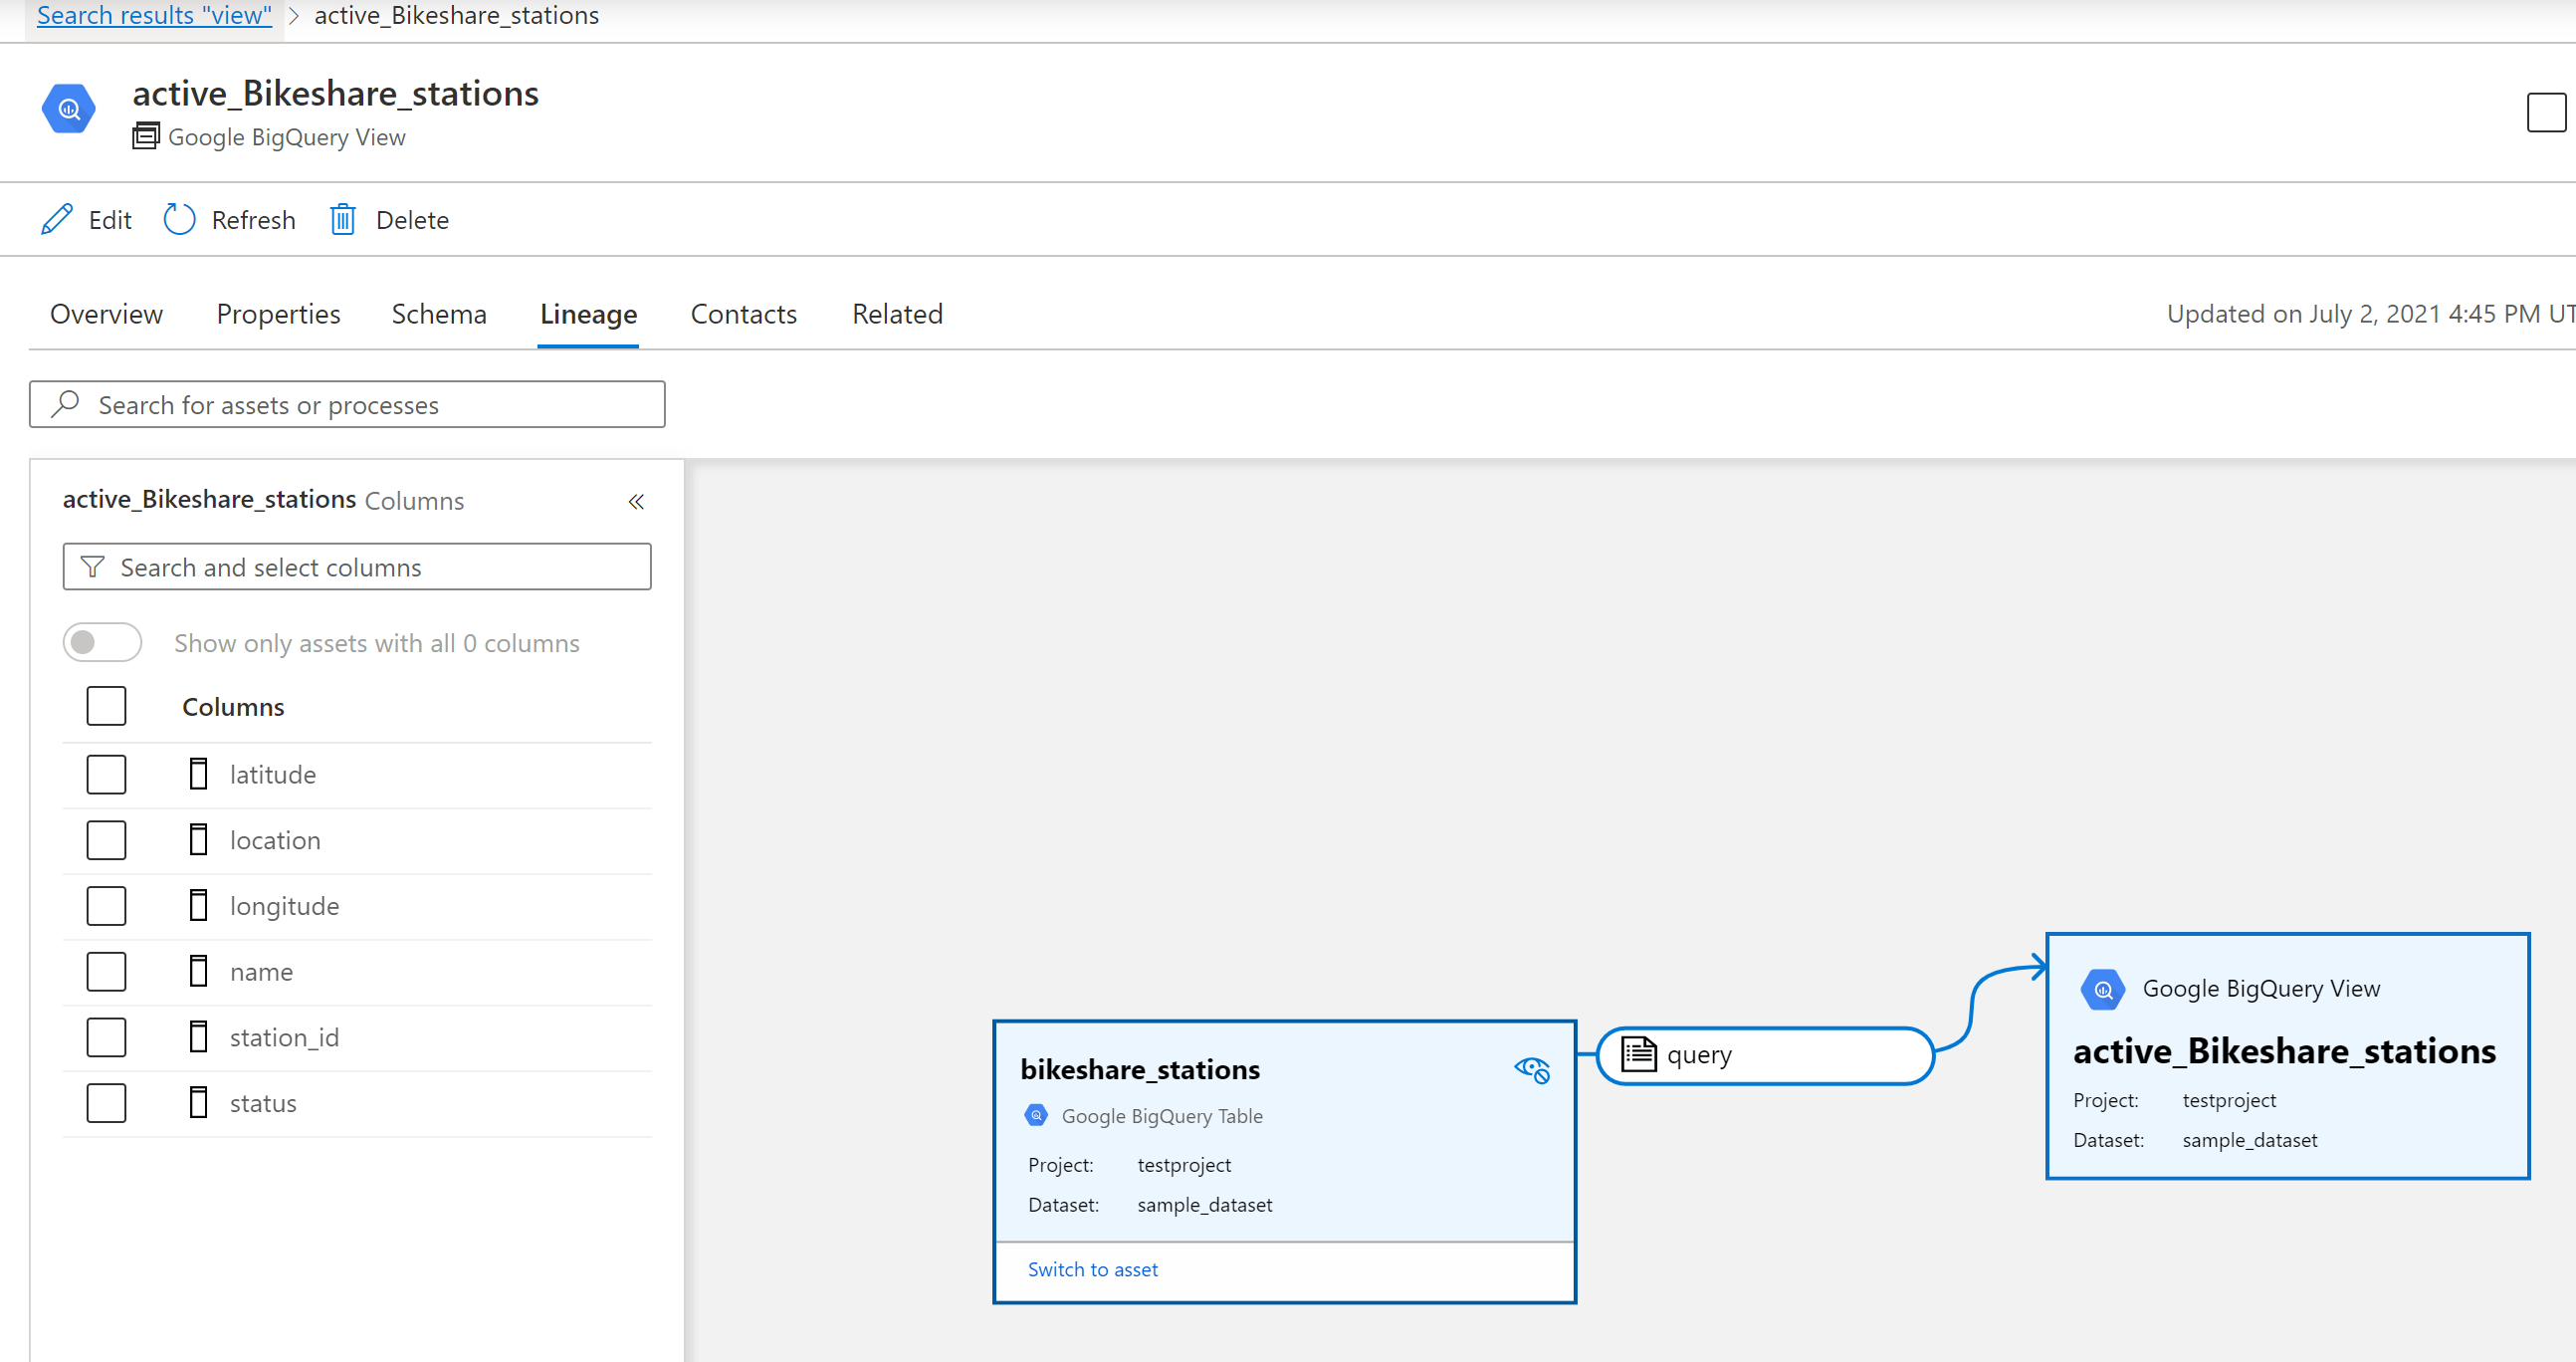 Search results "view" > active_Bikeshare_stations
active_Bikeshare_stations
Google BigQuery View
Edit Refresh Delete
Overview Properties Schema Lineage Contacts Related
Updated on July 2, 2021 4:45 PM UT
Search for assets or processes
active_Bikeshare_stations Columns
Search and select columns
Show only assets with all 0 columns
Columns
latitude
location
longitude
name
station_id
status
bikeshare_stations
Google BigQuery Table
Project: testproject
Dataset: sample_dataset
Switch to asset
query
Google BigQuery View
active_Bikeshare_stations
Project: testproject
Dataset: sample_dataset